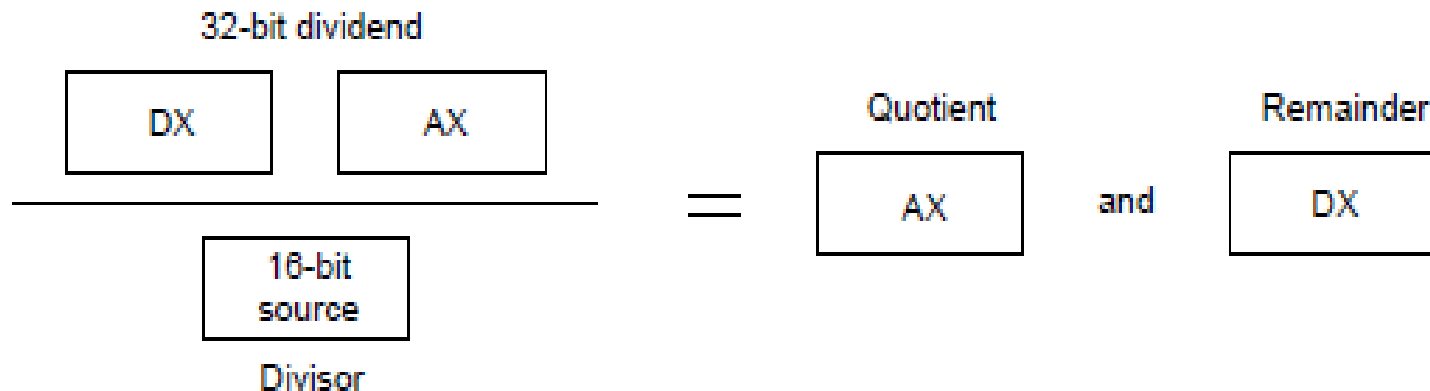 32-bit dividend
DX AX
16-bit
source
Divisor
Quotient
AX
and
Remainder
DX